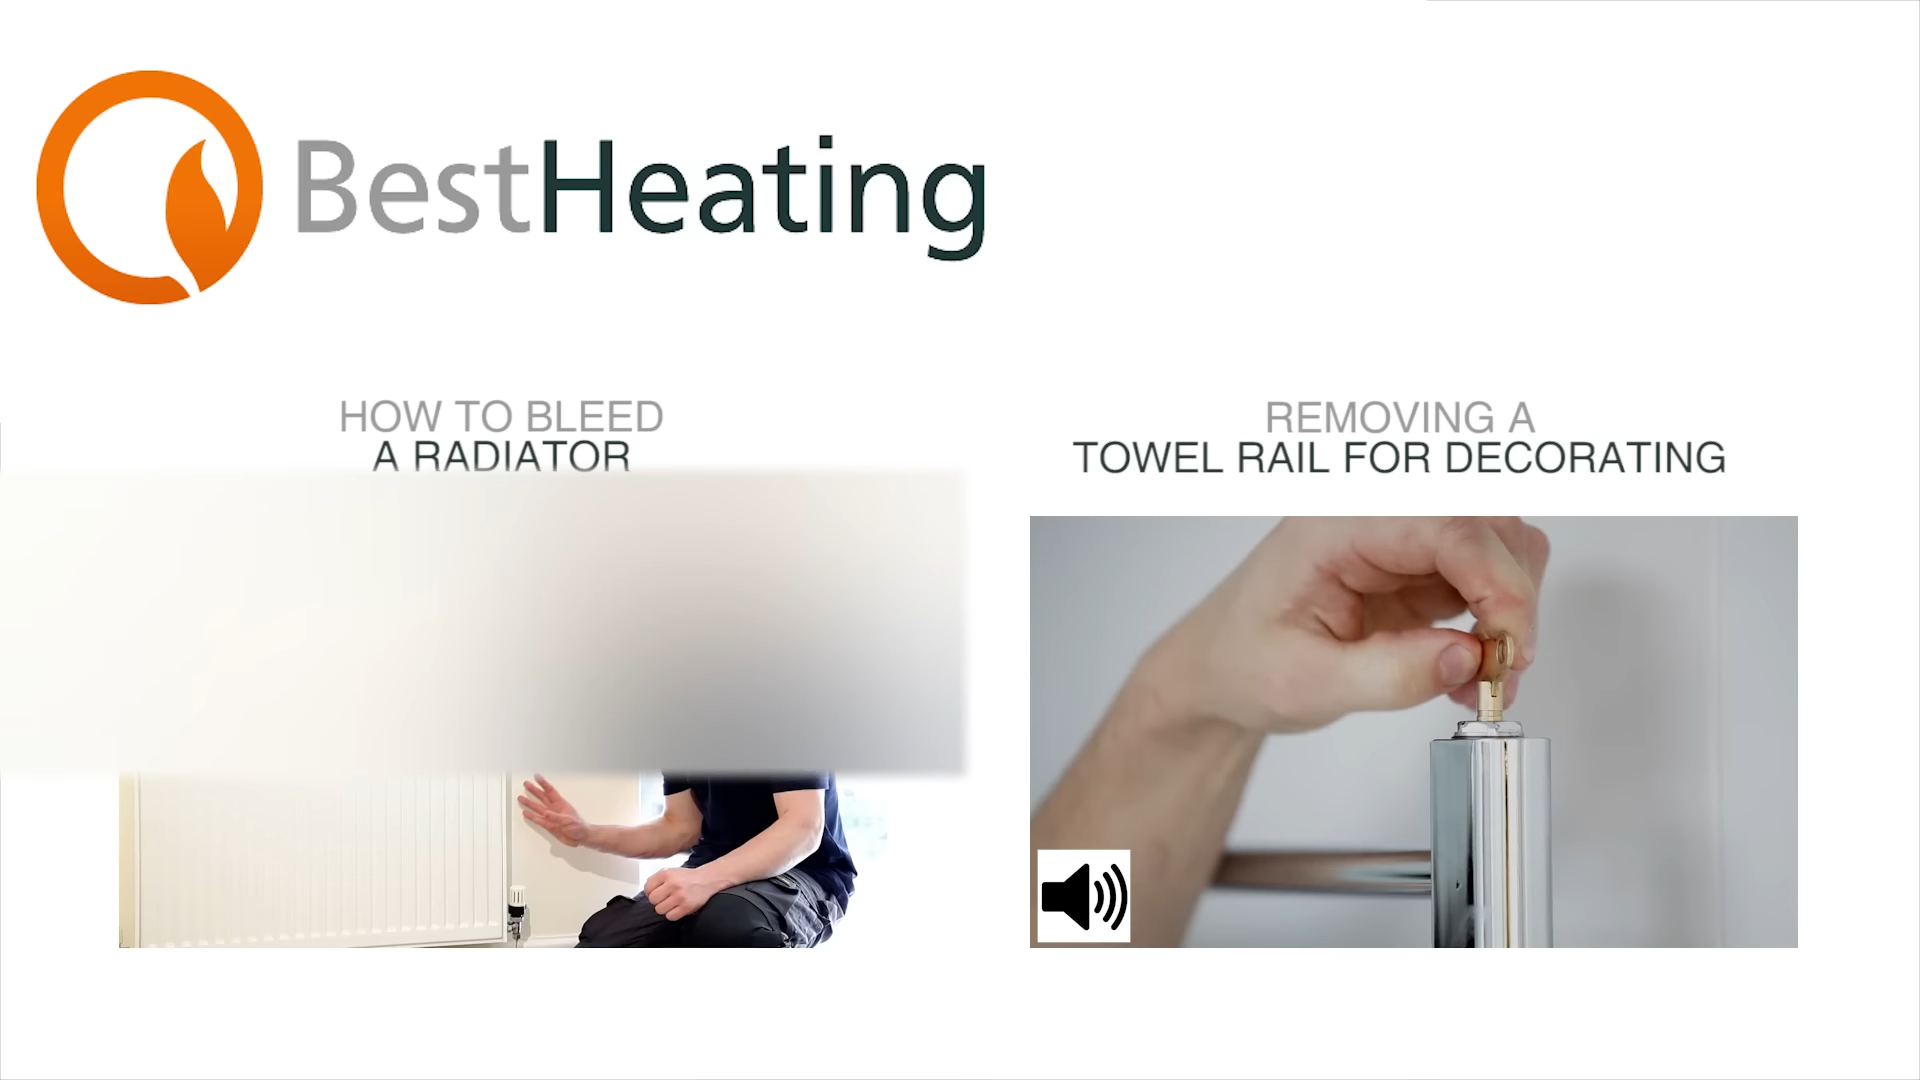 BestHeating
HOW TO BLEED
A RADIATOR
REMOVING A
TOWEL RAIL FOR DECORATING